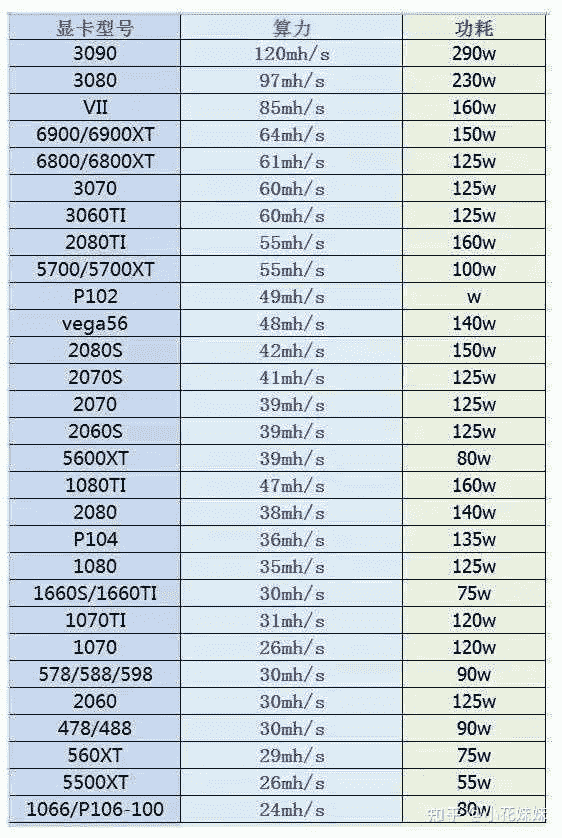 显卡型号 算力 功耗
3090 120mh/s 290w
3080 97mh/s 230w
VII 85mh/s 160w
6900/6900XT 64mh/s 150w
6800/6800XT 61mh/s 125w
3070 60mh/s 125w
3060TI 60mh/s 125w
2080TI 55mh/s 160w
5700/5700XT 55mh/s 100w
P102 49mh/s w
vega56 48mh/s 140w
2080S 42mh/s 150w
2070S 41mh/s 125w
2070 39mh/s 125w
2060S 39mh/s 125w
5600XT 39mh/s 80w
1080TI 47mh/s 160w
2080 38mh/s 140w
P104 36mh/s 135w
1080 35mh/s 125w
1660S/1660TI 30mh/s 75w
1070TI 31mh/s 120w
1070 26mh/s 120w
578/588/598 30mh/s 90w
2060 30mh/s 125w
478/488 30mh/s 90w
560XT 29mh/s 75w
5500XT 26mh/s 55w
1066/P106-100 24mh/s 80w
知乎 @小花妹妹